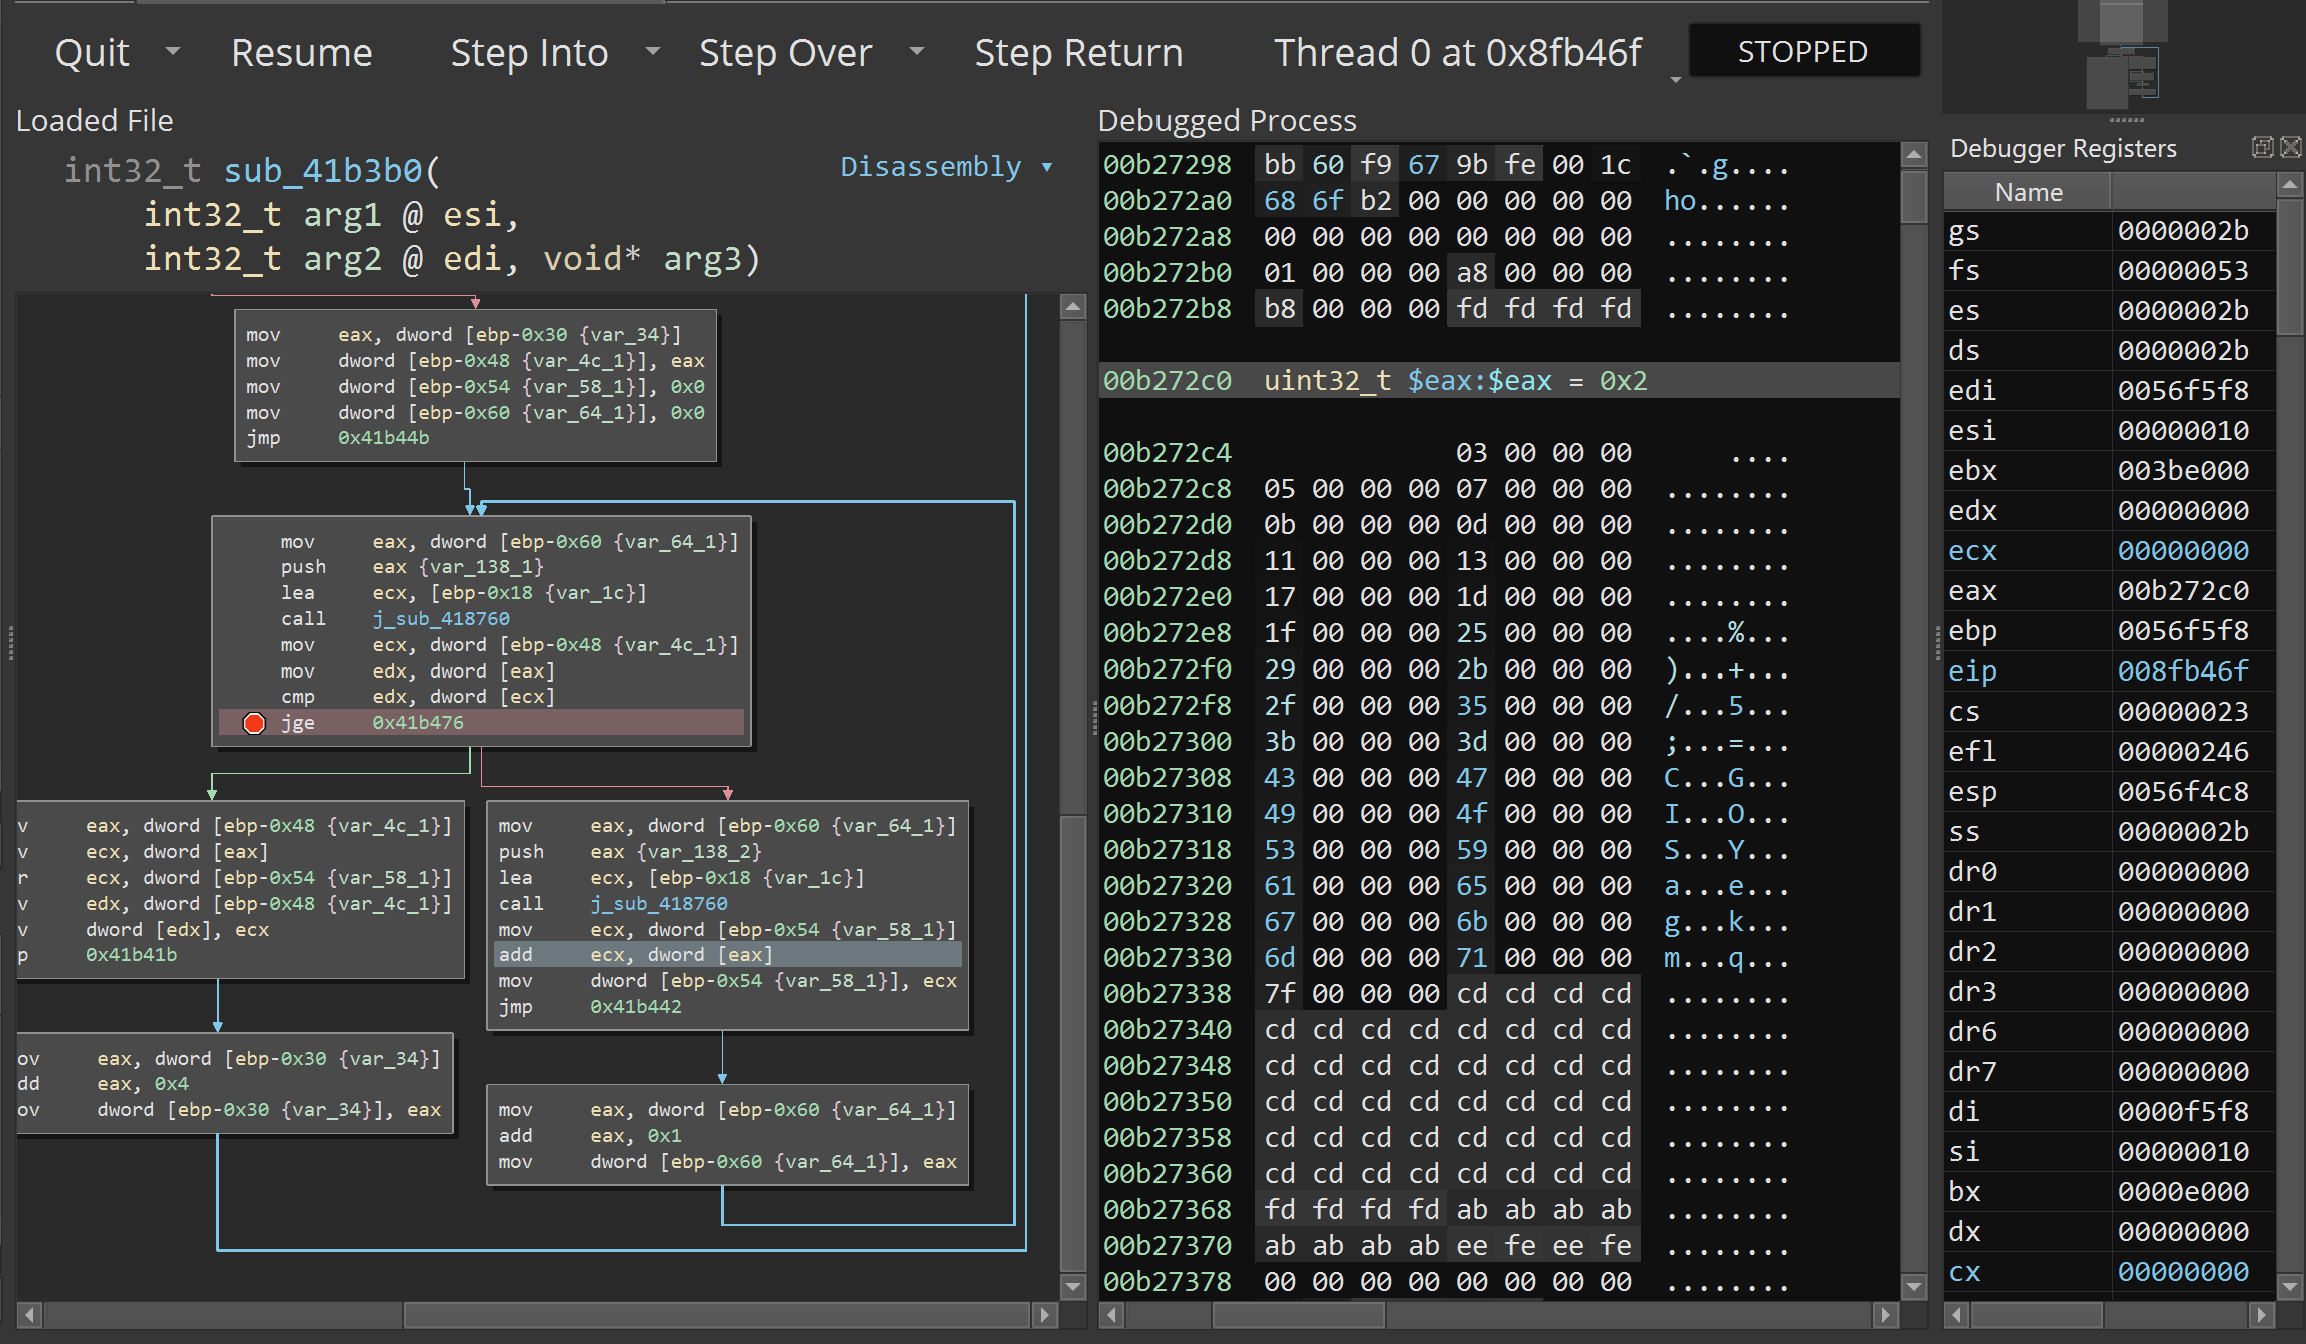 Quit Resume Step Into Step Over Step Return Thread 0 at 0x8fb46f STOPPED
Loaded File
int32_t sub_41b3b0(
int32_t arg1 @ esi,
int32_t arg2 @ edi, void* arg3)
Disassembly
mov eax, dword [ebp-0x30 {var_34}]
mov dword [ebp-0x48 {var_4c_1}], eax
mov dword [ebp-0x54 {var_58_1}], 0x0
mov dword [ebp-0x60 {var_64_1}], 0x0
jmp 0x41b44b
mov eax, dword [ebp-0x60 {var_64_1}]
push eax {var_138_1}
lea ecx, [ebp-0x18 {var_1c}]
call j_sub_418760
mov ecx, dword [ebp-0x48 {var_4c_1}]
mov edx, dword [eax]
cmp edx, dword [ecx]
jge 0x41b476
v eax, dword [ebp-0x48 {var_4c_1}]
v ecx, dword [eax]
r ecx, dword [ebp-0x54 {var_58_1}]
v edx, dword [ebp-0x48 {var_4c_1}]
v dword [edx], ecx
p 0x41b41b
mov eax, dword [ebp-0x60 {var_64_1}]
push eax {var_138_2}
lea ecx, [ebp-0x18 {var_1c}]
call j_sub_418760
mov ecx, dword [ebp-0x54 {var_58_1}]
add ecx, dword [eax]
mov dword [ebp-0x54 {var_58_1}], ecx
jmp 0x41b442
ov eax, dword [ebp-0x30 {var_34}]
dd eax, 0x4
ov dword [ebp-0x30 {var_34}], eax
mov eax, dword [ebp-0x60 {var_64_1}]
add eax, 0x1
mov dword [ebp-0x60 {var_64_1}], eax
Debugged Process
00b27298 bb 60 f9 67 9b fe 00 1c .`.g....
00b272a0 68 6f b2 00 00 00 00 00 ho......
00b272a8 00 00 00 00 00 00 00 00 ........
00b272b0 01 00 00 00 a8 00 00 00 ........
00b272b8 b8 00 00 00 fd fd fd fd ........
00b272c0 uint32_t $eax:$eax = 0x2
00b272c4 03 00 00 00 ....
00b272c8 05 00 00 00 07 00 00 00 ........
00b272d0 0b 00 00 00 0d 00 00 00 ........
00b272d8 11 00 00 00 13 00 00 00 ........
00b272e0 17 00 00 00 1d 00 00 00 ........
00b272e8 1f 00 00 00 25 00 00 00 ....%...
00b272f0 29 00 00 00 2b 00 00 00 )...+...
00b272f8 2f 00 00 00 35 00 00 00 /...5...
00b27300 3b 00 00 00 3d 00 00 00 ;...=...
00b27308 43 00 00 00 47 00 00 00 C...G...
00b27310 49 00 00 00 4f 00 00 00 I...O...
00b27318 53 00 00 00 59 00 00 00 S...Y...
00b27320 61 00 00 00 65 00 00 00 a...e...
00b27328 67 00 00 00 6b 00 00 00 g...k...
00b27330 6d 00 00 00 71 00 00 00 m...q...
00b27338 7f 00 00 00 cd cd cd cd ........
00b27340 cd cd cd cd cd cd cd cd ........
00b27348 cd cd cd cd cd cd cd cd ........
00b27350 cd cd cd cd cd cd cd cd ........
00b27358 cd cd cd cd cd cd cd cd ........
00b27360 cd cd cd cd cd cd cd cd ........
00b27368 fd fd fd fd ab ab ab ab ........
00b27370 ab ab ab ab ee fe ee fe ........
00b27378 00 00 00 00 00 00 00 00 ........
Debugger Registers
Name
gs 0000002b
fs 00000053
es 0000002b
ds 0000002b
edi 0056f5f8
esi 00000010
ebx 003be000
edx 00000000
ecx 00000000
eax 00b272c0
ebp 0056f5f8
eip 008fb46f
cs 00000023
efl 00000246
esp 0056f4c8
ss 0000002b
dr0 00000000
dr1 00000000
dr2 00000000
dr3 00000000
dr6 00000000
dr7 00000000
di 0000f5f8
si 00000010
bx 0000e000
dx 00000000
cx 00000000